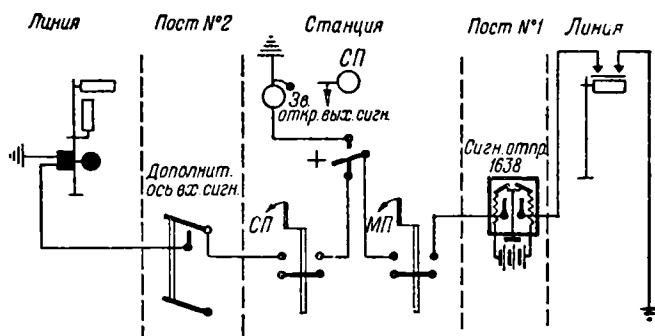 Линия
Пост №2
Станция
Пост №1
Линия
СП
Зв.
откр. вых. сигн.
Дополнит.
ось вх. сигн.
Сигн. отпр.
1638
+
СП
МП